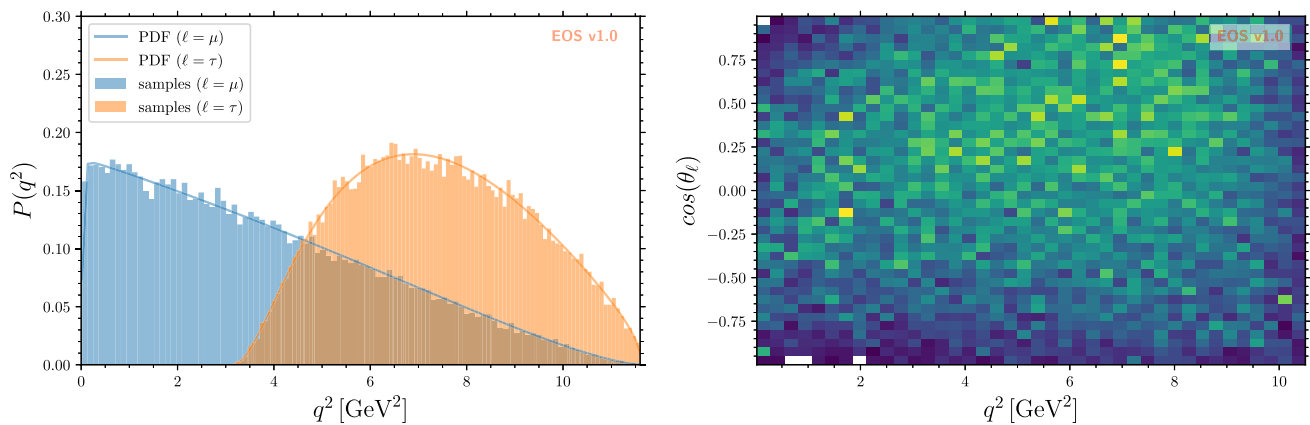 0 2 4 6 8 10
q² [GeV²]
0.00
0.05
0.10
0.15
0.20
0.25
0.30
P(q²)
EOS v1.0
PDF (ℓ = μ)
PDF (ℓ = τ)
samples (ℓ = μ)
samples (ℓ = τ)
2 4 6 8 10
q² [GeV²]
−0.75
−0.50
−0.25
0.00
0.25
0.50
0.75
cos(θℓ)
EOS v1.0